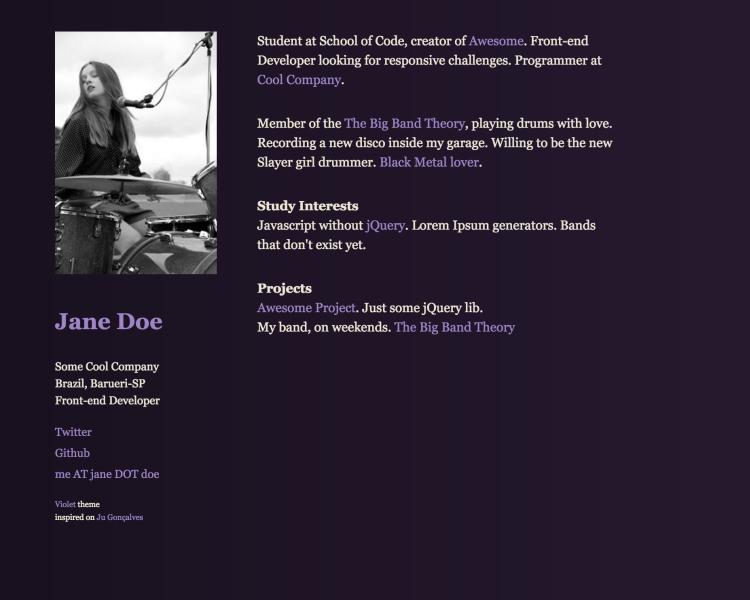 Student at School of Code, creator of Awesome. Front-end
Developer looking for responsive challenges. Programmer at
Cool Company.
Member of the The Big Band Theory, playing drums with love.
Recording a new disco inside my garage. Willing to be the new
Slayer girl drummer. Black Metal lover.
Study Interests
Javascript without jQuery. Lorem Ipsum generators. Bands
that don't exist yet.
Projects
Awesome Project. Just some jQuery lib.
My band, on weekends. The Big Band Theory
Jane Doe
Some Cool Company
Brazil, Barueri-SP
Front-end Developer
Twitter
Github
me AT jane DOT doe
Violet theme
inspired on Ju Gonçalves